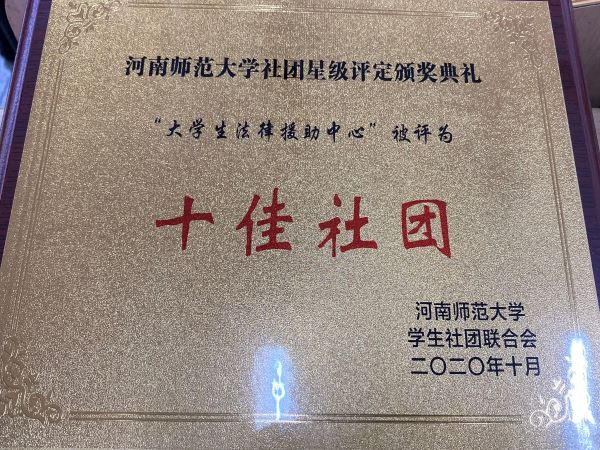 河南师范大学社团星级评定颁奖典礼
“大学生法律援助中心”被评为
十佳社团
河南师范大学
学生社团联合会
二〇二〇年十月